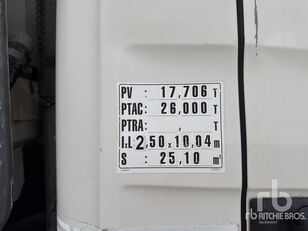 PV : 17,706 T
PTAC : 26,000 T
PTRA : , T
l.L 2,50 x 10,04 m
S : 25,10 m²
rb
RITCHIE BROS